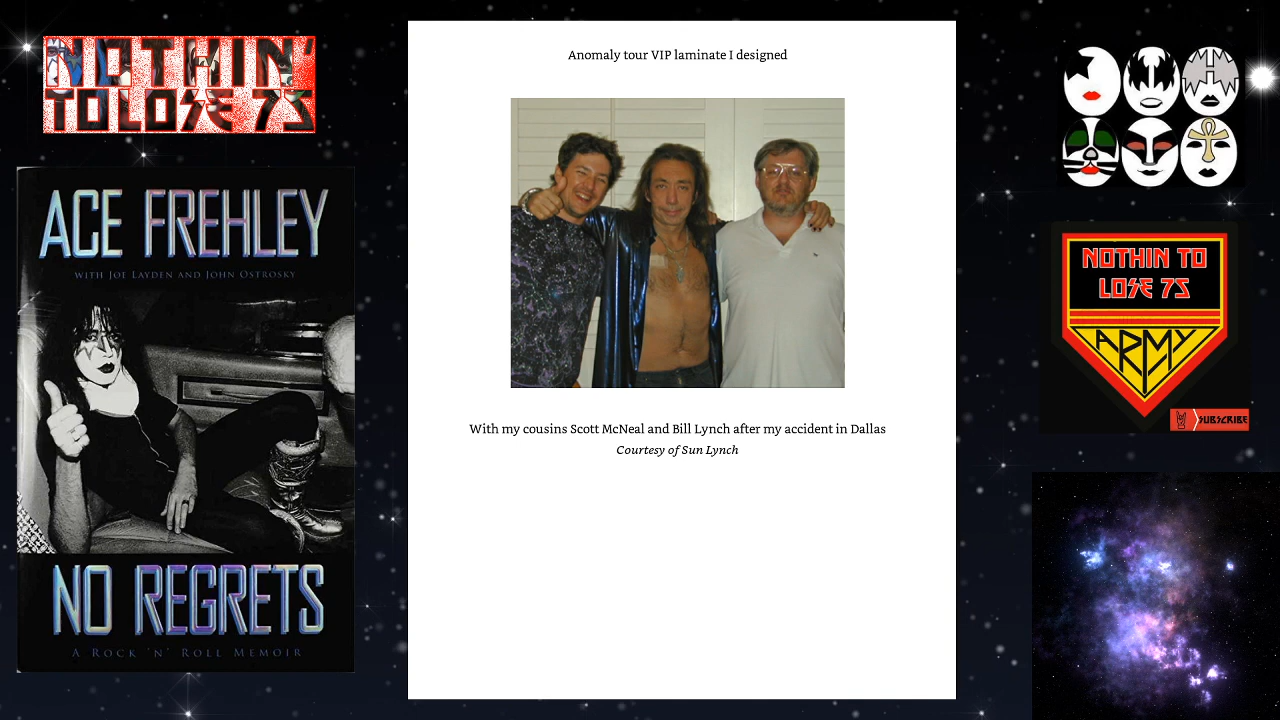 NOTHIN'
TO LOSE 7S
ACE FREHLEY
WITH JOE LAYDEN AND JOHN OSTROSKY
NO REGRETS
A ROCK 'N' ROLL MEMOIR
Anomaly tour VIP laminate I designed
With my cousins Scott McNeal and Bill Lynch after my accident in Dallas
Courtesy of Sun Lynch
NOTHIN TO
LOSE 7S
ARMY
SUBSCRIBE